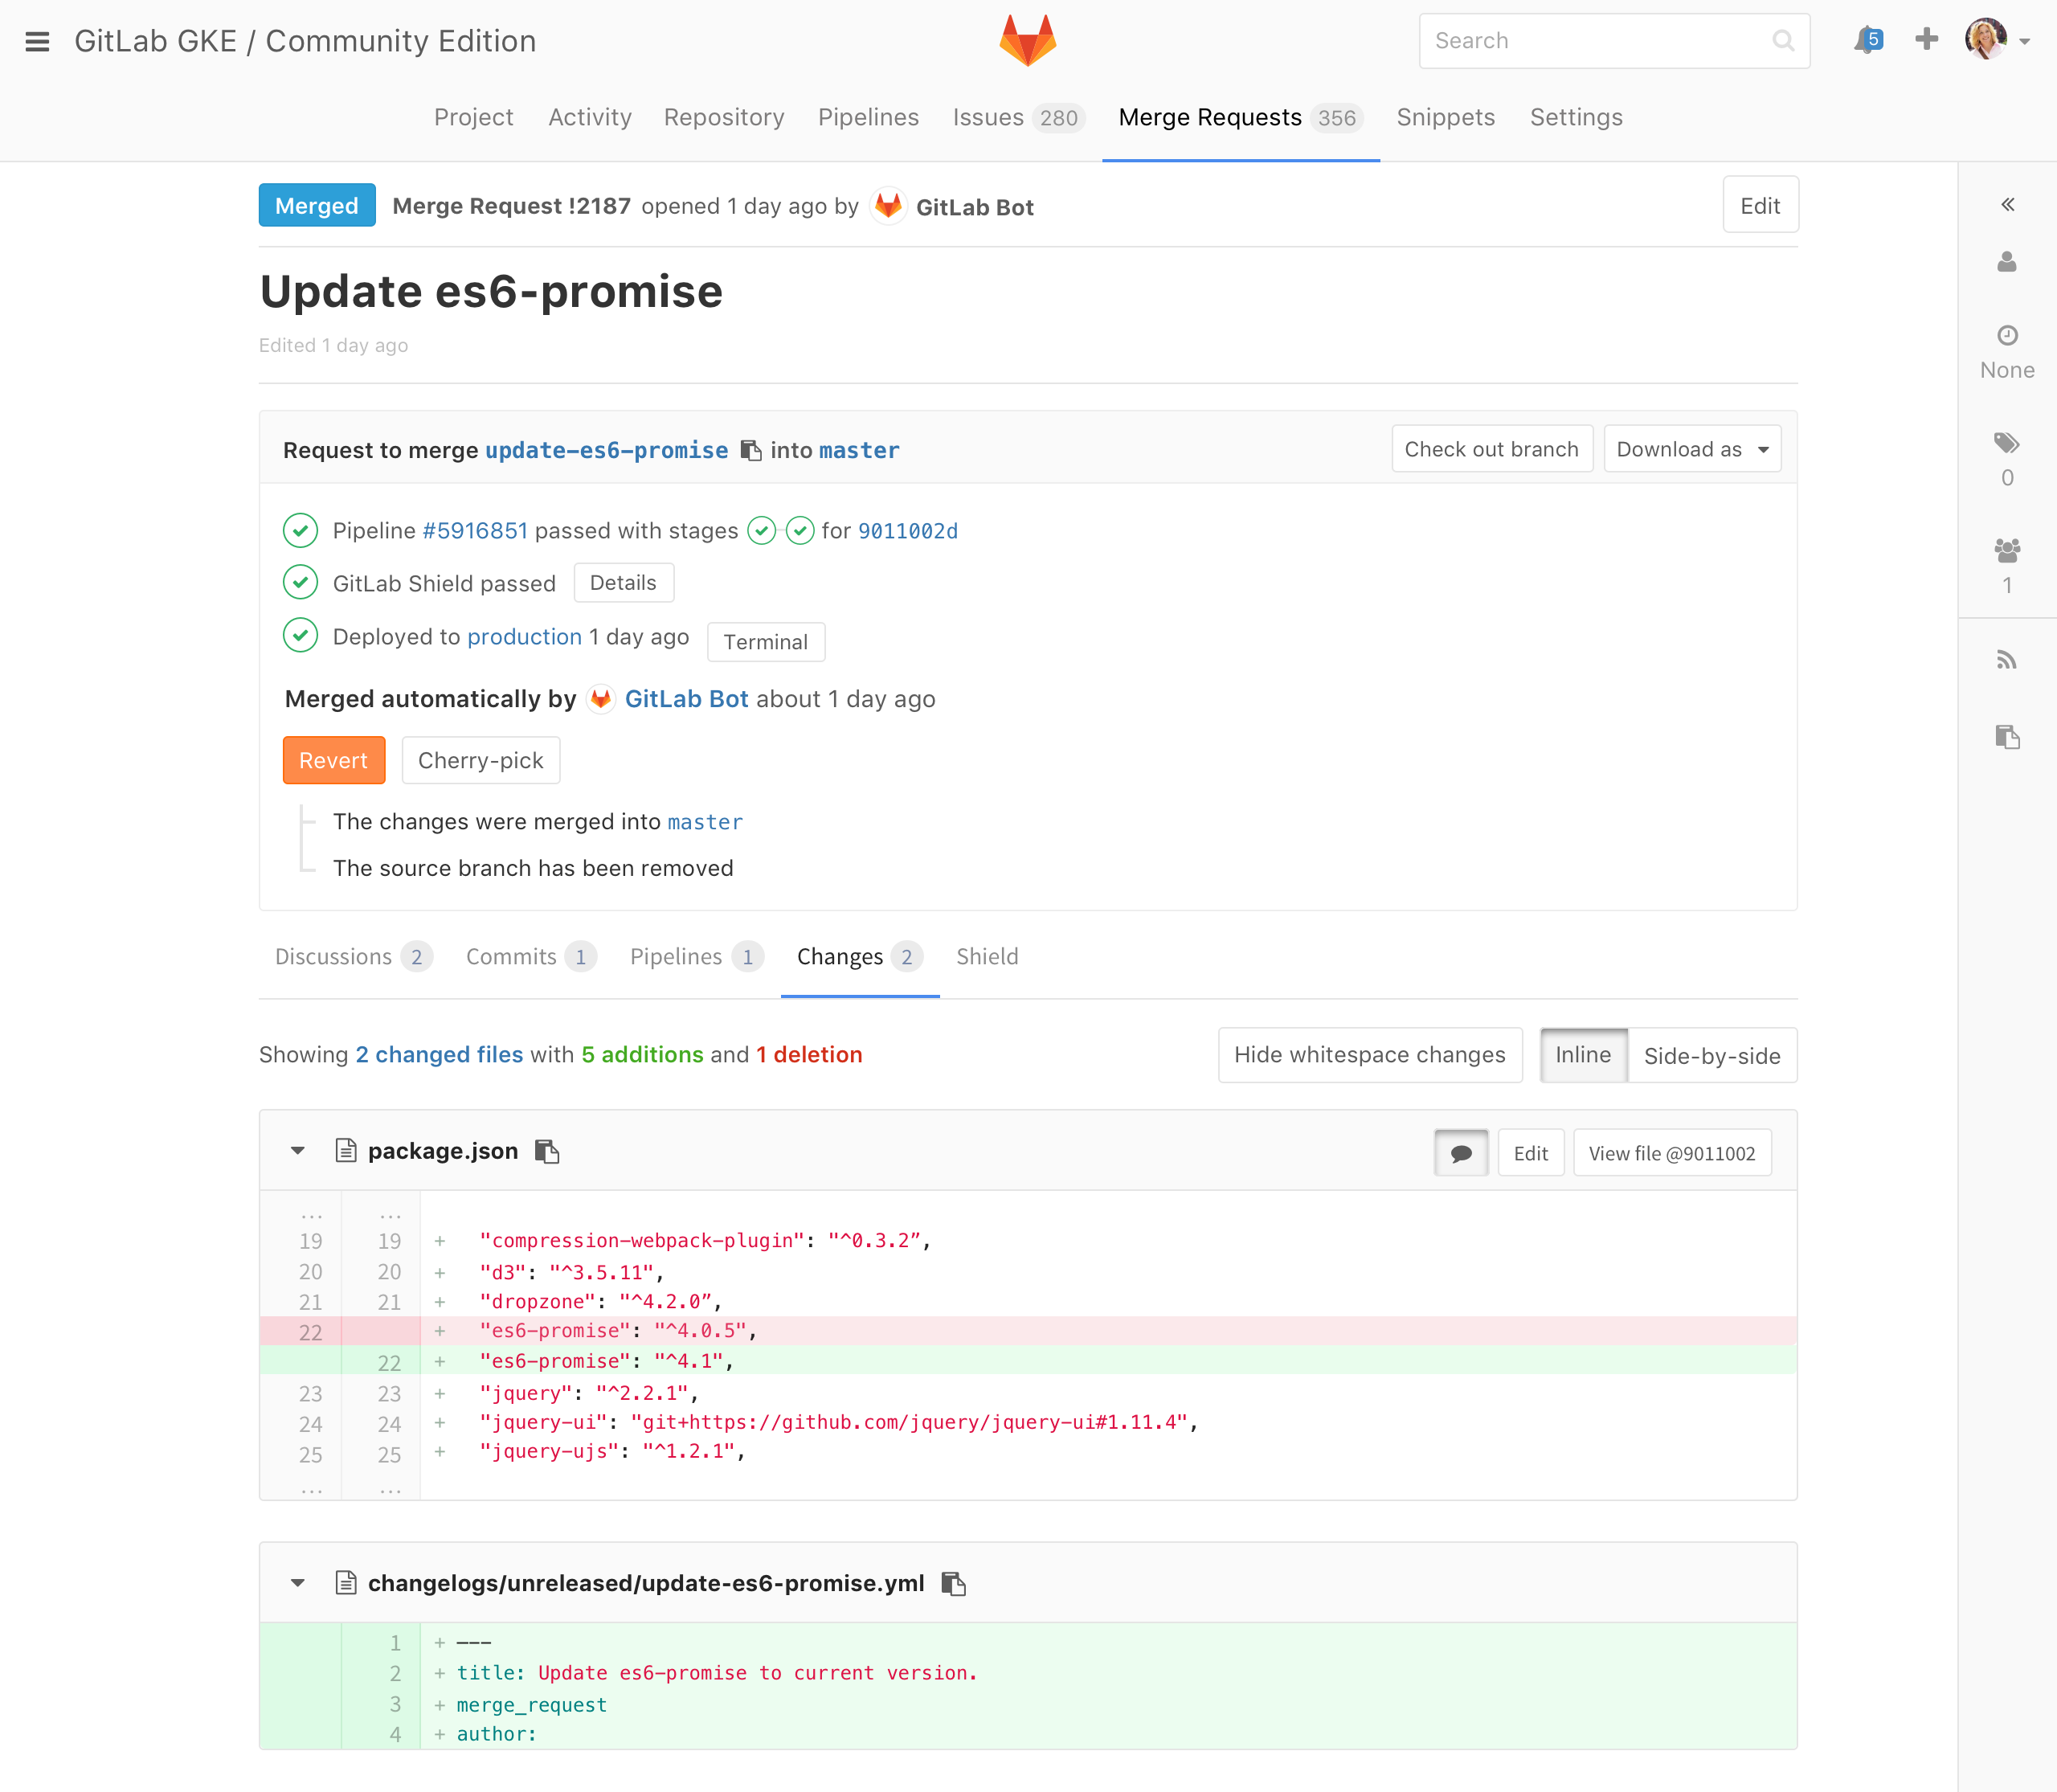 GitLab GKE / Community Edition
Search
5
Project Activity Repository Pipelines Issues 280 Merge Requests 356 Snippets Settings
Merged Merge Request !2187 opened 1 day ago by GitLab Bot
Edit
Update es6-promise
Edited 1 day ago
None
0
1
Request to merge update-es6-promise into master
Check out branch Download as
Pipeline #5916851 passed with stages for 9011002d
GitLab Shield passed Details
Deployed to production 1 day ago Terminal
Merged automatically by GitLab Bot about 1 day ago
Revert Cherry-pick
The changes were merged into master
The source branch has been removed
Discussions 2 Commits 1 Pipelines 1 Changes 2 Shield
Showing 2 changed files with 5 additions and 1 deletion
Hide whitespace changes Inline Side-by-side
package.json
Edit View file @9011002
... ...
19 19 + "compression-webpack-plugin": "^0.3.2”,
20 20 + "d3": "^3.5.11",
21 21 + "dropzone": "^4.2.0”,
22 + "es6-promise": "^4.0.5",
22 + "es6-promise": "^4.1",
23 23 + "jquery": "^2.2.1",
24 24 + "jquery-ui": "git+https://github.com/jquery/jquery-ui#1.11.4",
25 25 + "jquery-ujs": "^1.2.1",
... ...
changelogs/unreleased/update-es6-promise.yml
1 + ---
2 + title: Update es6-promise to current version.
3 + merge_request
4 + author: